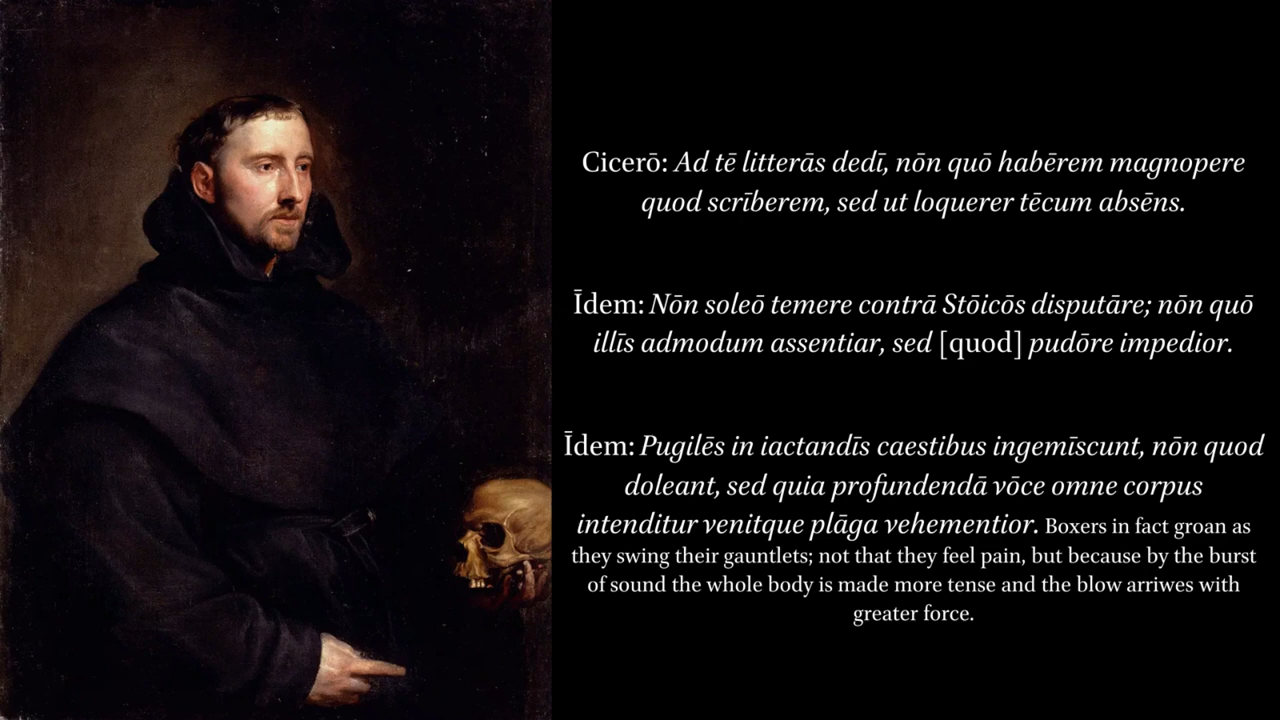 Cicerō: Ad tē litterās dedī, nōn quō habērem magnopere
quod scrīberem, sed ut loquerer tēcum absēns.
Īdem: Nōn soleō temere contrā Stōicōs disputāre; nōn quō
illīs admodum assentiar, sed [quod] pudōre impedior.
Īdem: Pugilēs in iactandīs caestibus ingemīscunt, nōn quod
doleant, sed quia profundendā vōce omne corpus
intenditur venitque plāga vehementior. Boxers in fact groan as
they swing their gauntlets; not that they feel pain, but because by the burst
of sound the whole body is made more tense and the blow arriwes with
greater force.